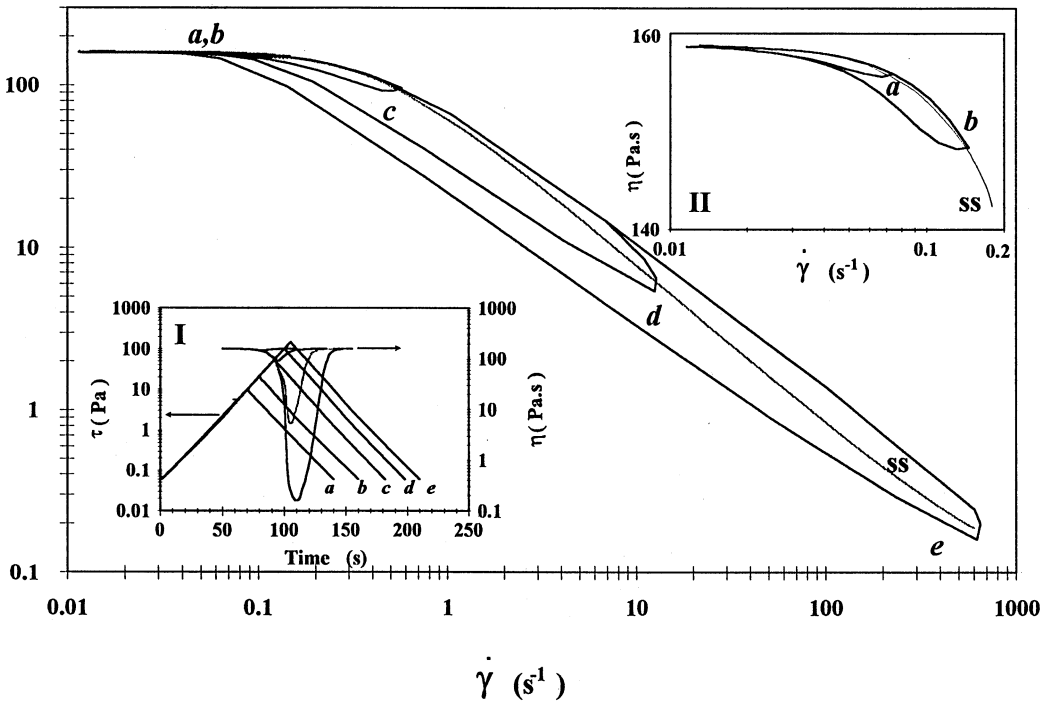 a,b
100
10
1
0.1
c
d
e
ss
0.01 0.1 1 10 100 1000
γ̇ (s⁻¹)
160
140
η( Pa.s)
II
a
b
ss
0.01 0.1 0.2
γ̇ (s⁻¹)
I
1000
100
10
1
0.1
0.01
τ( Pa)
1000
100
10
1
0.1
η(Pa.s)
a b c d e
0 50 100 150 200 250
Time (s)